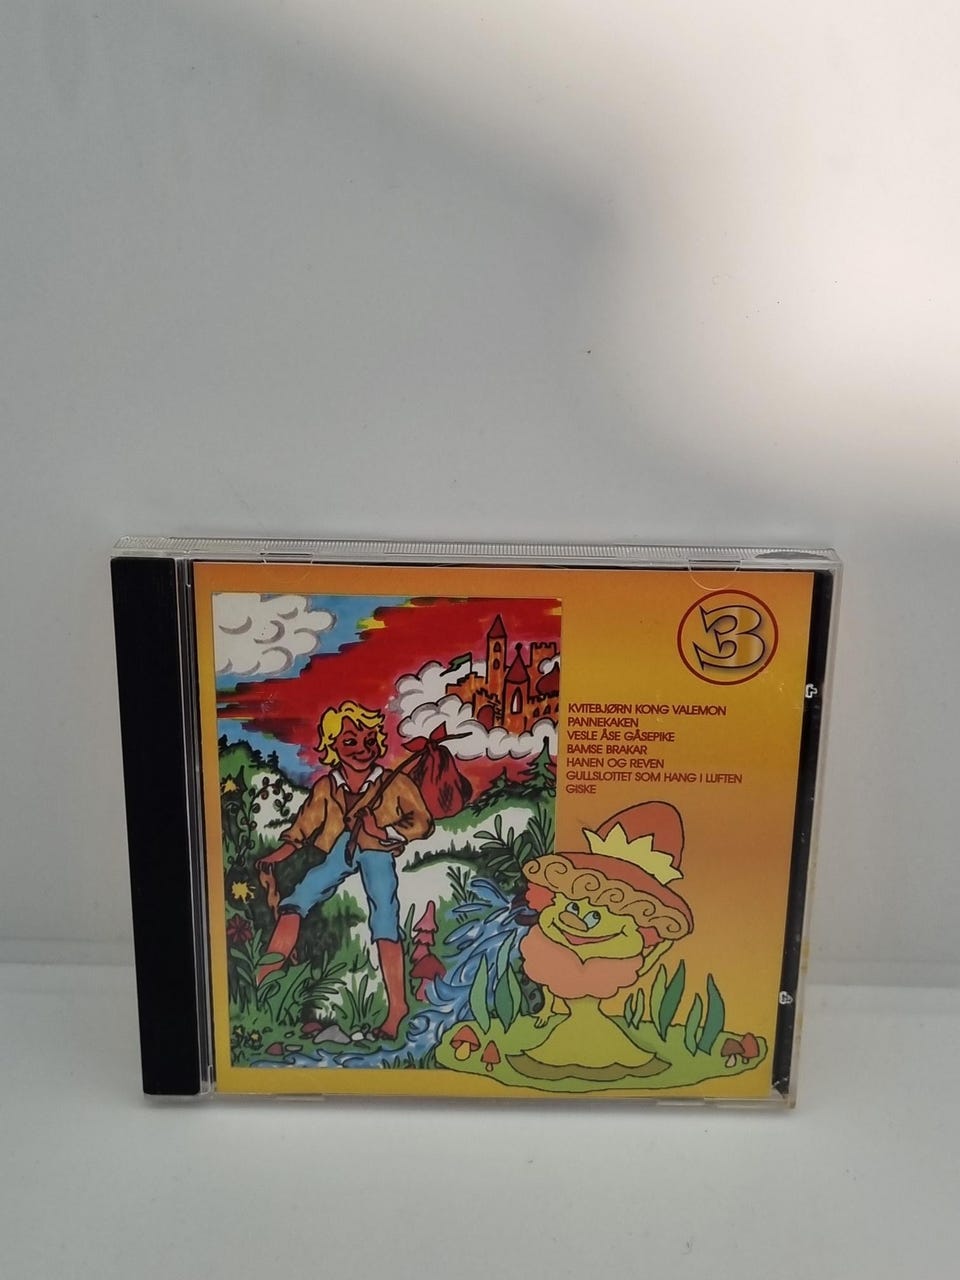 3
KVITEBJØRN KONG VALEMON
PANNEKAKEN
VESLE ÅSE GÅSEPIKE
BAMSE BRAKAR
HANEN OG REVEN
GULLSLOTTET SOM HANG I LUFTEN
GISKE